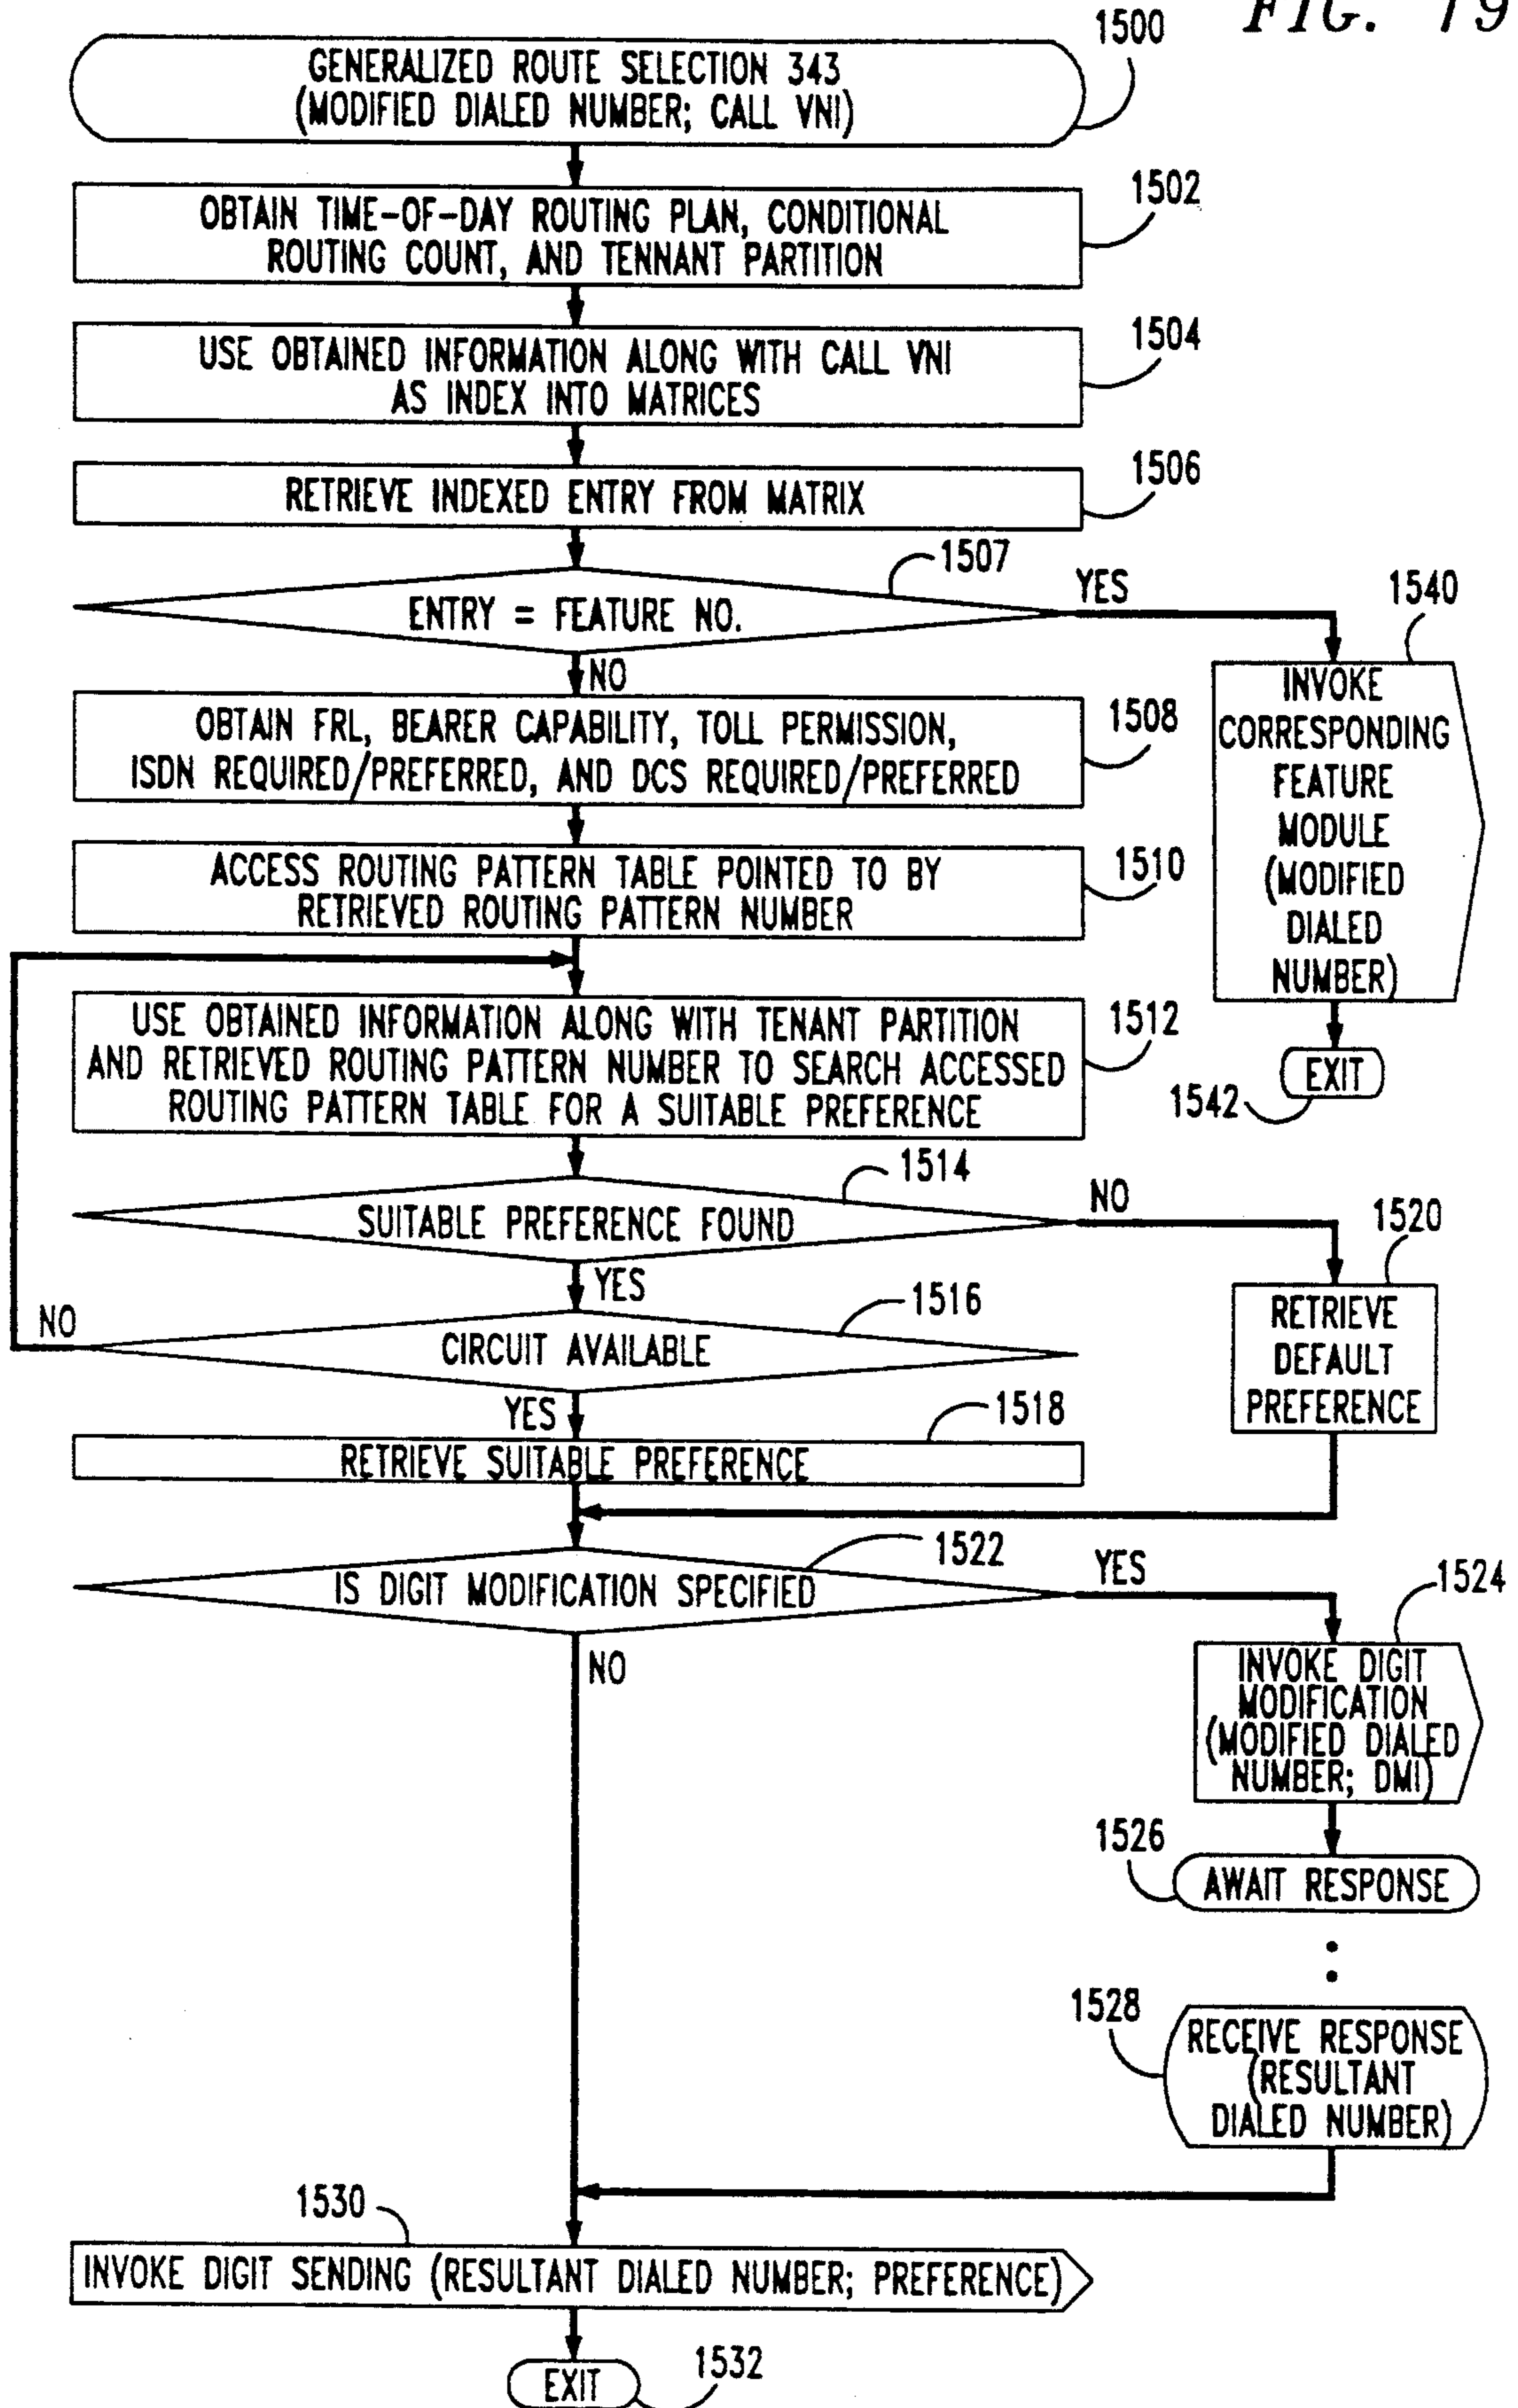 FIG. 19
1500
GENERALIZED ROUTE SELECTION 343
(MODIFIED DIALED NUMBER; CALL VNI)
1502
OBTAIN TIME-OF-DAY ROUTING PLAN, CONDITIONAL
ROUTING COUNT, AND TENNANT PARTITION
1504
USE OBTAINED INFORMATION ALONG WITH CALL VNI
AS INDEX INTO MATRICES
1506
RETRIEVE INDEXED ENTRY FROM MATRIX
1507
ENTRY = FEATURE NO.
YES
NO
1540
INVOKE
CORRESPONDING
FEATURE
MODULE
(MODIFIED
DIALED
NUMBER)
EXIT
1542
1508
OBTAIN FRL, BEARER CAPABILITY, TOLL PERMISSION,
ISDN REQUIRED/PREFERRED, AND DCS REQUIRED/PREFERRED
1510
ACCESS ROUTING PATTERN TABLE POINTED TO BY
RETRIEVED ROUTING PATTERN NUMBER
1512
USE OBTAINED INFORMATION ALONG WITH TENANT PARTITION
AND RETRIEVED ROUTING PATTERN NUMBER TO SEARCH ACCESSED
ROUTING PATTERN TABLE FOR A SUITABLE PREFERENCE
1514
SUITABLE PREFERENCE FOUND
NO
YES
1520
RETRIEVE
DEFAULT
PREFERENCE
1516
CIRCUIT AVAILABLE
NO
YES
1518
RETRIEVE SUITABLE PREFERENCE
1522
IS DIGIT MODIFICATION SPECIFIED
YES
NO
1524
INVOKE DIGIT
MODIFICATION
(MODIFIED DIALED
NUMBER; DMI)
1526
AWAIT RESPONSE
1528
RECEIVE RESPONSE
(RESULTANT
DIALED NUMBER)
1530
INVOKE DIGIT SENDING (RESULTANT DIALED NUMBER; PREFERENCE)
EXIT
1532